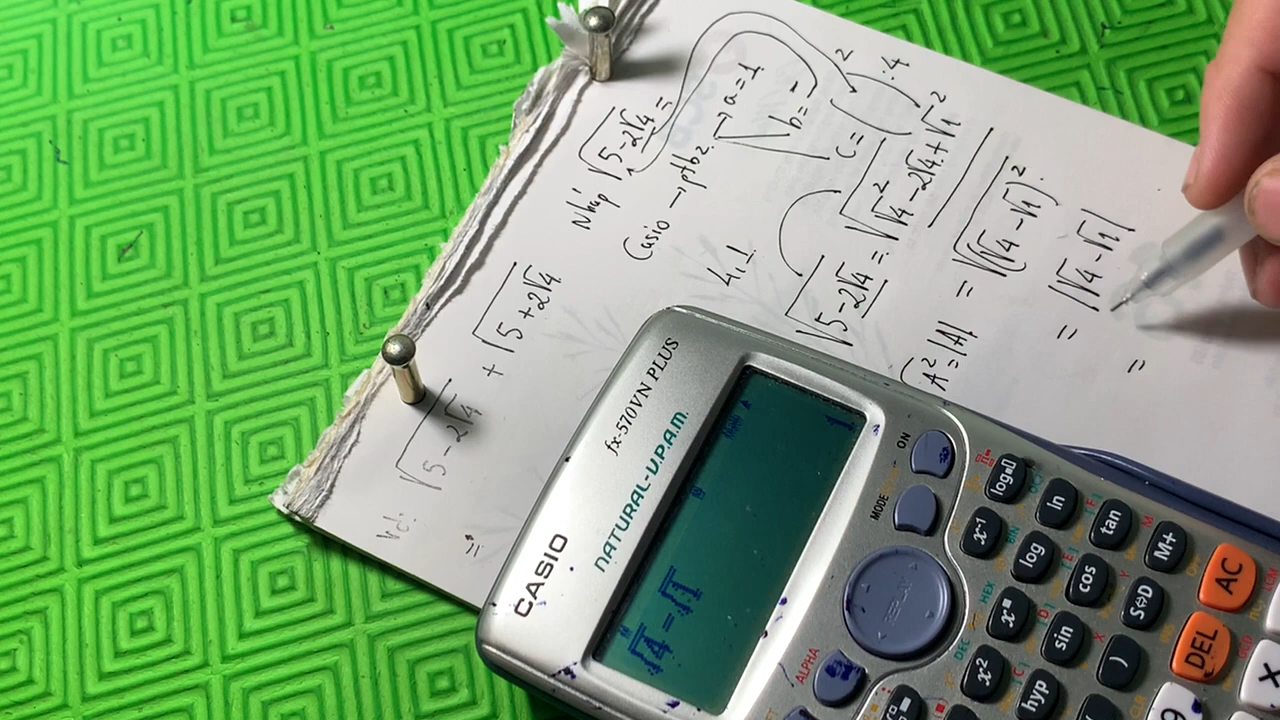 Vd: √5-2√4 + √5+2√4
Nháp √5-2√4 =
Casio → ptb2. → a=1
b=-
c= ( )² :4
4, 1
√5-2√4 = √√4²-2√4.+√1²
√A²=|A| = √(√4-√1)²
= |√4-√1|
=
CASIO
fx-570VN PLUS
NATURAL-V.P.A.M.
√4-√1
1
ON
MODE
REPLAY
ALPHA
log□ ln
x⁻¹ log tan M+
x■ cos S⇔D AC
x² sin ) DEL
hyp 9 ×